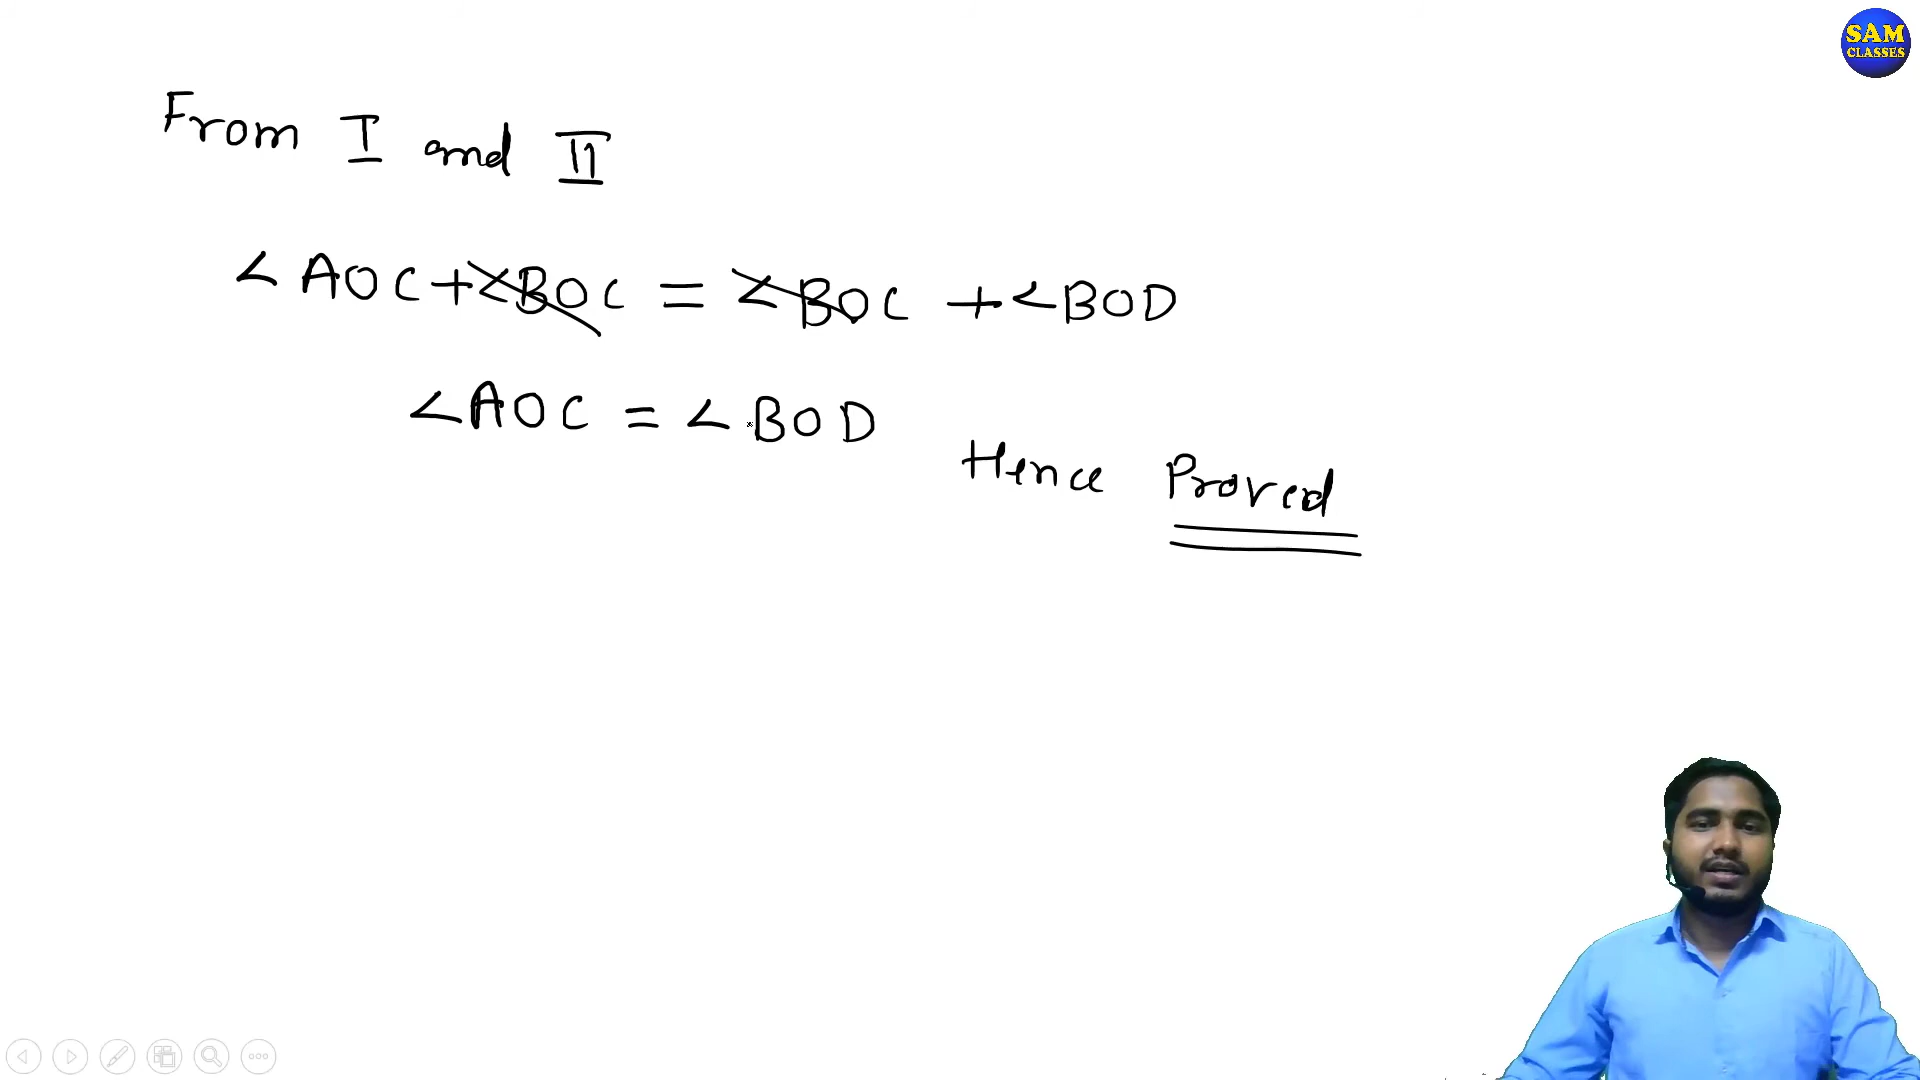 SAM
CLASSES
From I and II
∠AOC+∠BOC = ∠BOC +∠BOD
∠AOC = ∠BOD
Hence Proved